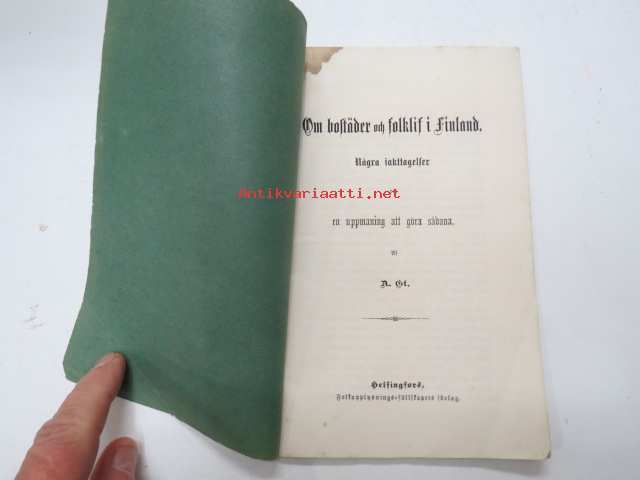 Om bostäder och folklif i Finland.
Några iakttagelser
Antikvariaatti.net
en uppmaning att göra sådana.
af
A. Gt.
Helsingfors,
Folkupplysnings-sällskapets förlag.